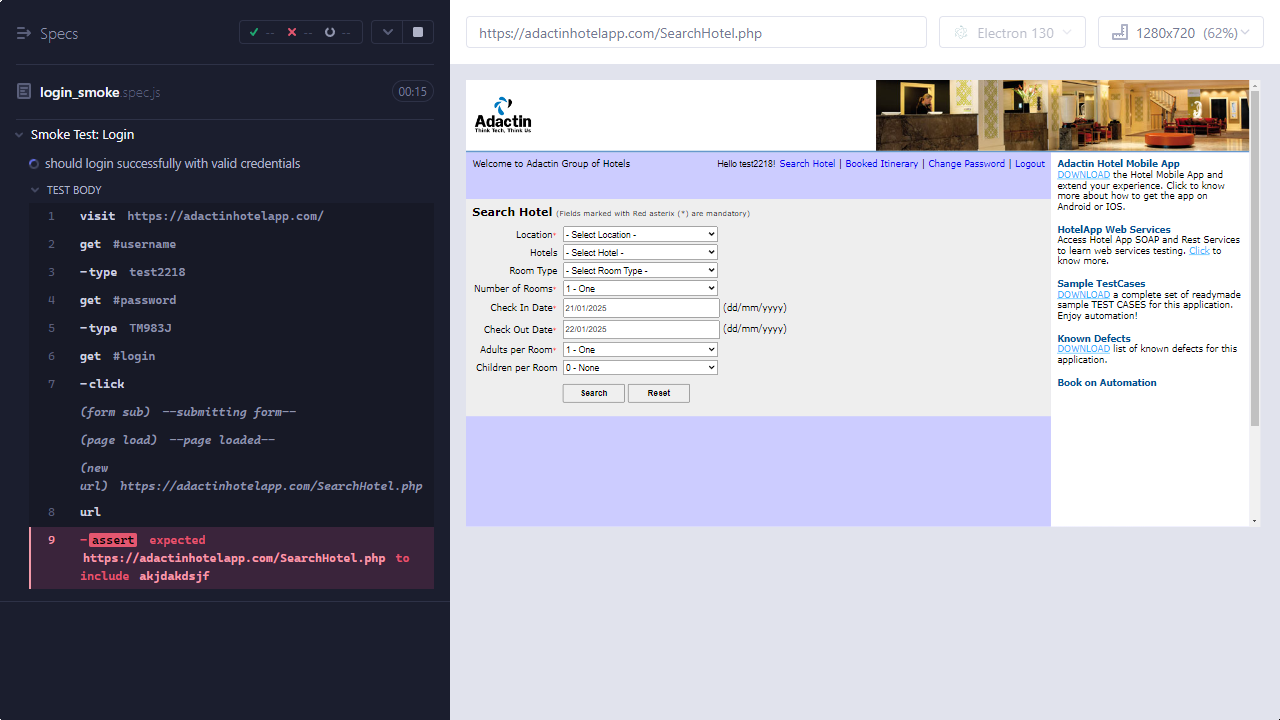 Specs
-- -- --
login_smoke.spec.js 00:15
Smoke Test: Login
should login successfully with valid credentials
TEST BODY
1 visit https://adactinhotelapp.com/
2 get #username
3 -type test2218
4 get #password
5 -type TM983J
6 get #login
7 -click
(form sub) --submitting form--
(page load) --page loaded--
(new
url) https://adactinhotelapp.com/SearchHotel.php
8 url
9 -assert expected
https://adactinhotelapp.com/SearchHotel.php to
include akjdakdsjf
https://adactinhotelapp.com/SearchHotel.php
Electron 130
1280x720 (62%)
Adactin
Think Tech, Think Us
Welcome to Adactin Group of Hotels
Hello test2218! Search Hotel | Booked Itinerary | Change Password | Logout
Search Hotel (Fields marked with Red asterix (*) are mandatory)
Location* - Select Location -
Hotels - Select Hotel -
Room Type - Select Room Type -
Number of Rooms* 1 - One
Check In Date* 21/01/2025 (dd/mm/yyyy)
Check Out Date* 22/01/2025 (dd/mm/yyyy)
Adults per Room* 1 - One
Children per Room 0 - None
Search Reset
Adactin Hotel Mobile App
DOWNLOAD the Hotel Mobile App and
extend your experience. Click to know
more about how to get the app on
Android or IOS.
HotelApp Web Services
Access Hotel App SOAP and Rest Services
to learn web services testing. Click to
know more.
Sample TestCases
DOWNLOAD a complete set of readymade
sample TEST CASES for this application.
Enjoy automation!
Known Defects
DOWNLOAD list of known defects for this
application.
Book on Automation